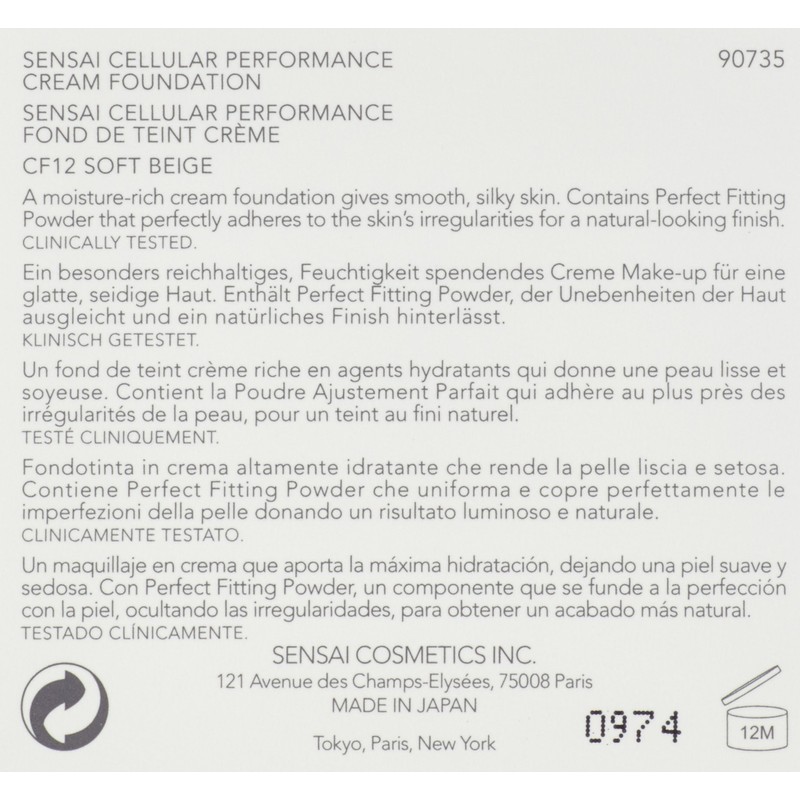 SENSAI CELLULAR PERFORMANCE 90735
CREAM FOUNDATION
SENSAI CELLULAR PERFORMANCE
FOND DE TEINT CRÈME
CF12 SOFT BEIGE
A moisture-rich cream foundation gives smooth, silky skin. Contains Perfect Fitting
Powder that perfectly adheres to the skin's irregularities for a natural-looking finish.
CLINICALLY TESTED.
Ein besonders reichhaltiges, Feuchtigkeit spendendes Creme Make-up für eine
glatte, seidige Haut. Enthält Perfect Fitting Powder, der Unebenheiten der Haut
ausgleicht und ein natürliches Finish hinterlässt.
KLINISCH GETESTET.
Un fond de teint crème riche en agents hydratants qui donne une peau lisse et
soyeuse. Contient la Poudre Ajustement Parfait qui adhère au plus près des
irrégularités de la peau, pour un teint au fini naturel.
TESTÉ CLINIQUEMENT.
Fondotinta in crema altamente idratante che rende la pelle liscia e setosa.
Contiene Perfect Fitting Powder che uniforma e copre perfettamente le
imperfezioni della pelle donando un risultato luminoso e naturale.
CLINICAMENTE TESTATO.
Un maquillaje en crema que aporta la máxima hidratación, dejando una piel suave y
sedosa. Con Perfect Fitting Powder, un componente que se funde a la perfección
con la piel, ocultando las irregularidades, para obtener un acabado más natural.
TESTADO CLÍNICAMENTE.
SENSAI COSMETICS INC.
121 Avenue des Champs-Elysées, 75008 Paris
MADE IN JAPAN
Tokyo, Paris, New York
0974
12M